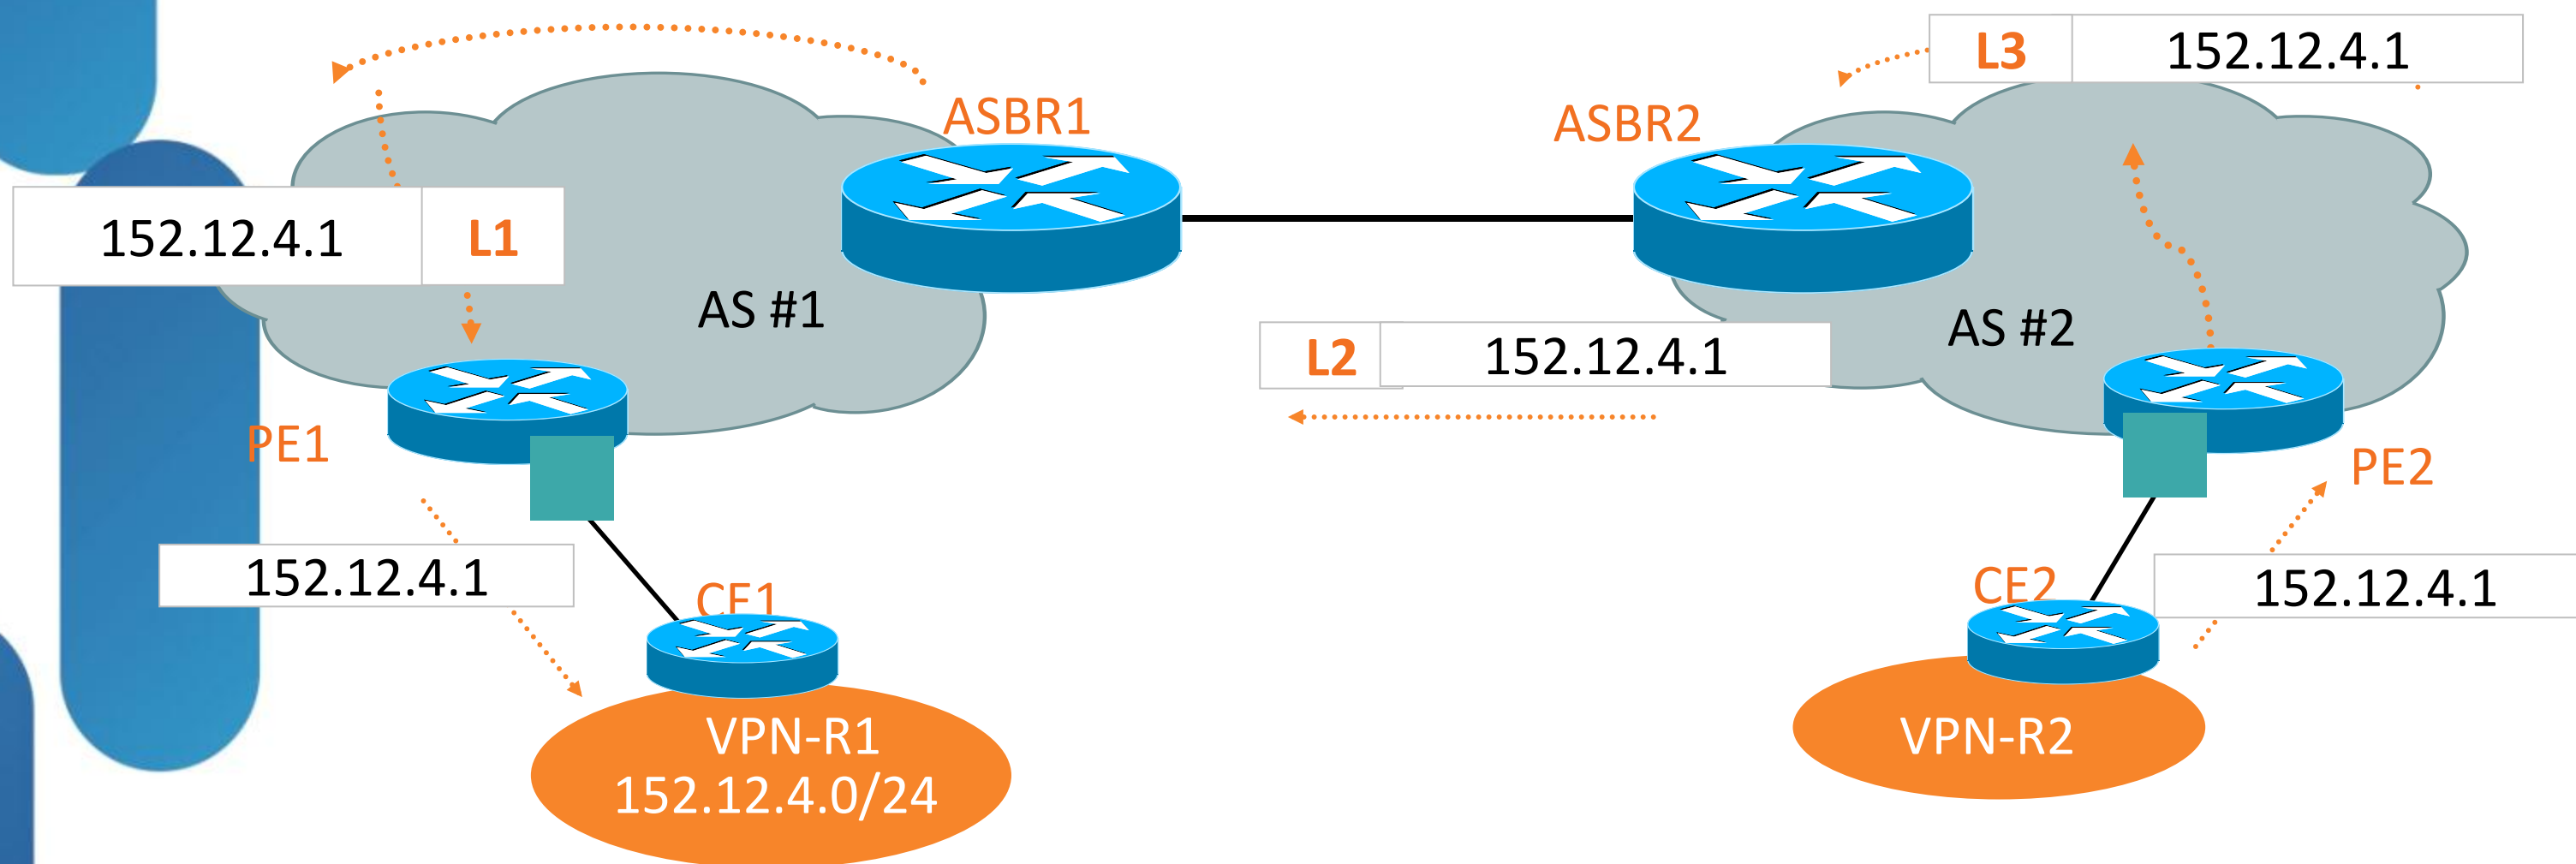 L3 152.12.4.1
ASBR1
ASBR2
152.12.4.1 L1
AS #1
AS #2
L2 152.12.4.1
PE1
PE2
152.12.4.1
CE1
CE2
152.12.4.1
VPN-R1
152.12.4.0/24
VPN-R2